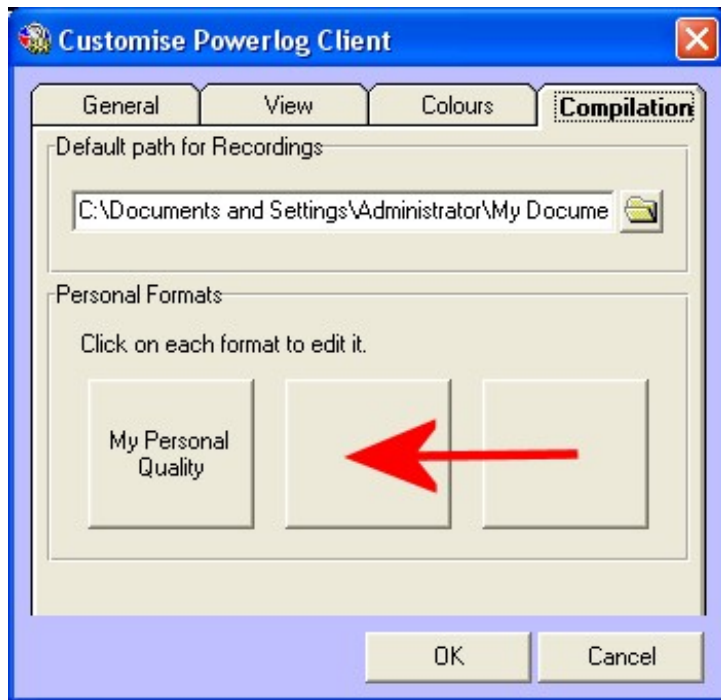 Customise Powerlog Client
General View Colours Compilation
Default path for Recordings
C:\Documents and Settings\Administrator\My Docume
Personal Formats
Click on each format to edit it.
My Personal
Quality
OK Cancel